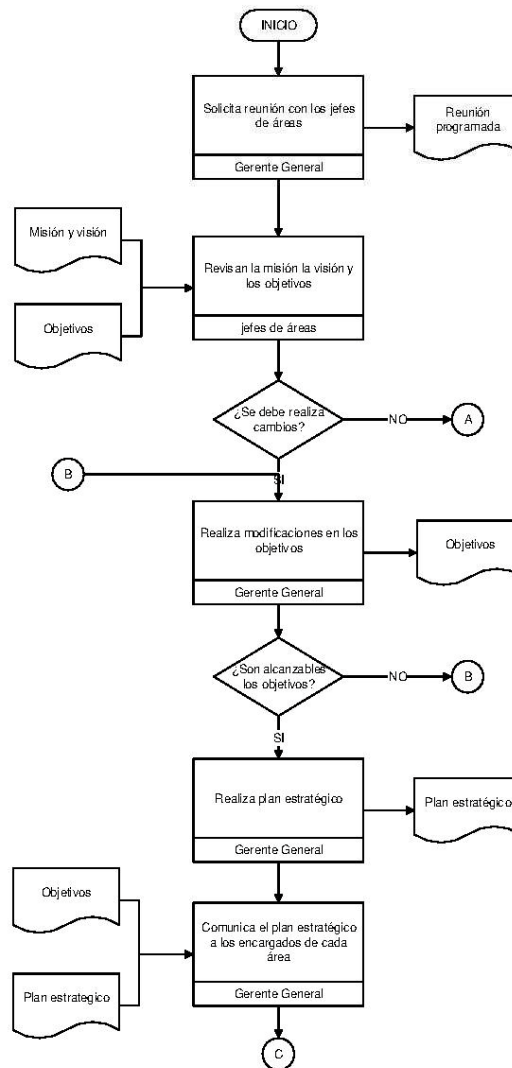 INICIO
Solicita reunión con los jefes
de áreas
Gerente General
Reunión
programada
Misión y visión
Objetivos
Revisan la misión la visión y
los objetivos
jefes de áreas
¿Se debe realiza
cambios?
NO
A
B
SI
Realiza modificaciones en los
objetivos
Gerente General
Objetivos
¿Son alcanzables
los objetivos?
NO
B
SI
Realiza plan estratégico
Gerente General
Plan estratégico
Objetivos
Plan estrategico
Comunica el plan estratégico
a los encargados de cada
área
Gerente General
C